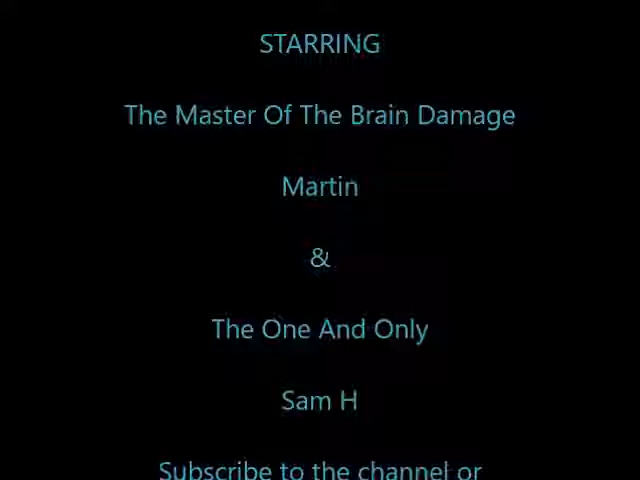 STARRING
The Master Of The Brain Damage
Martin
&
The One And Only
Sam H
Subscribe to the channel or